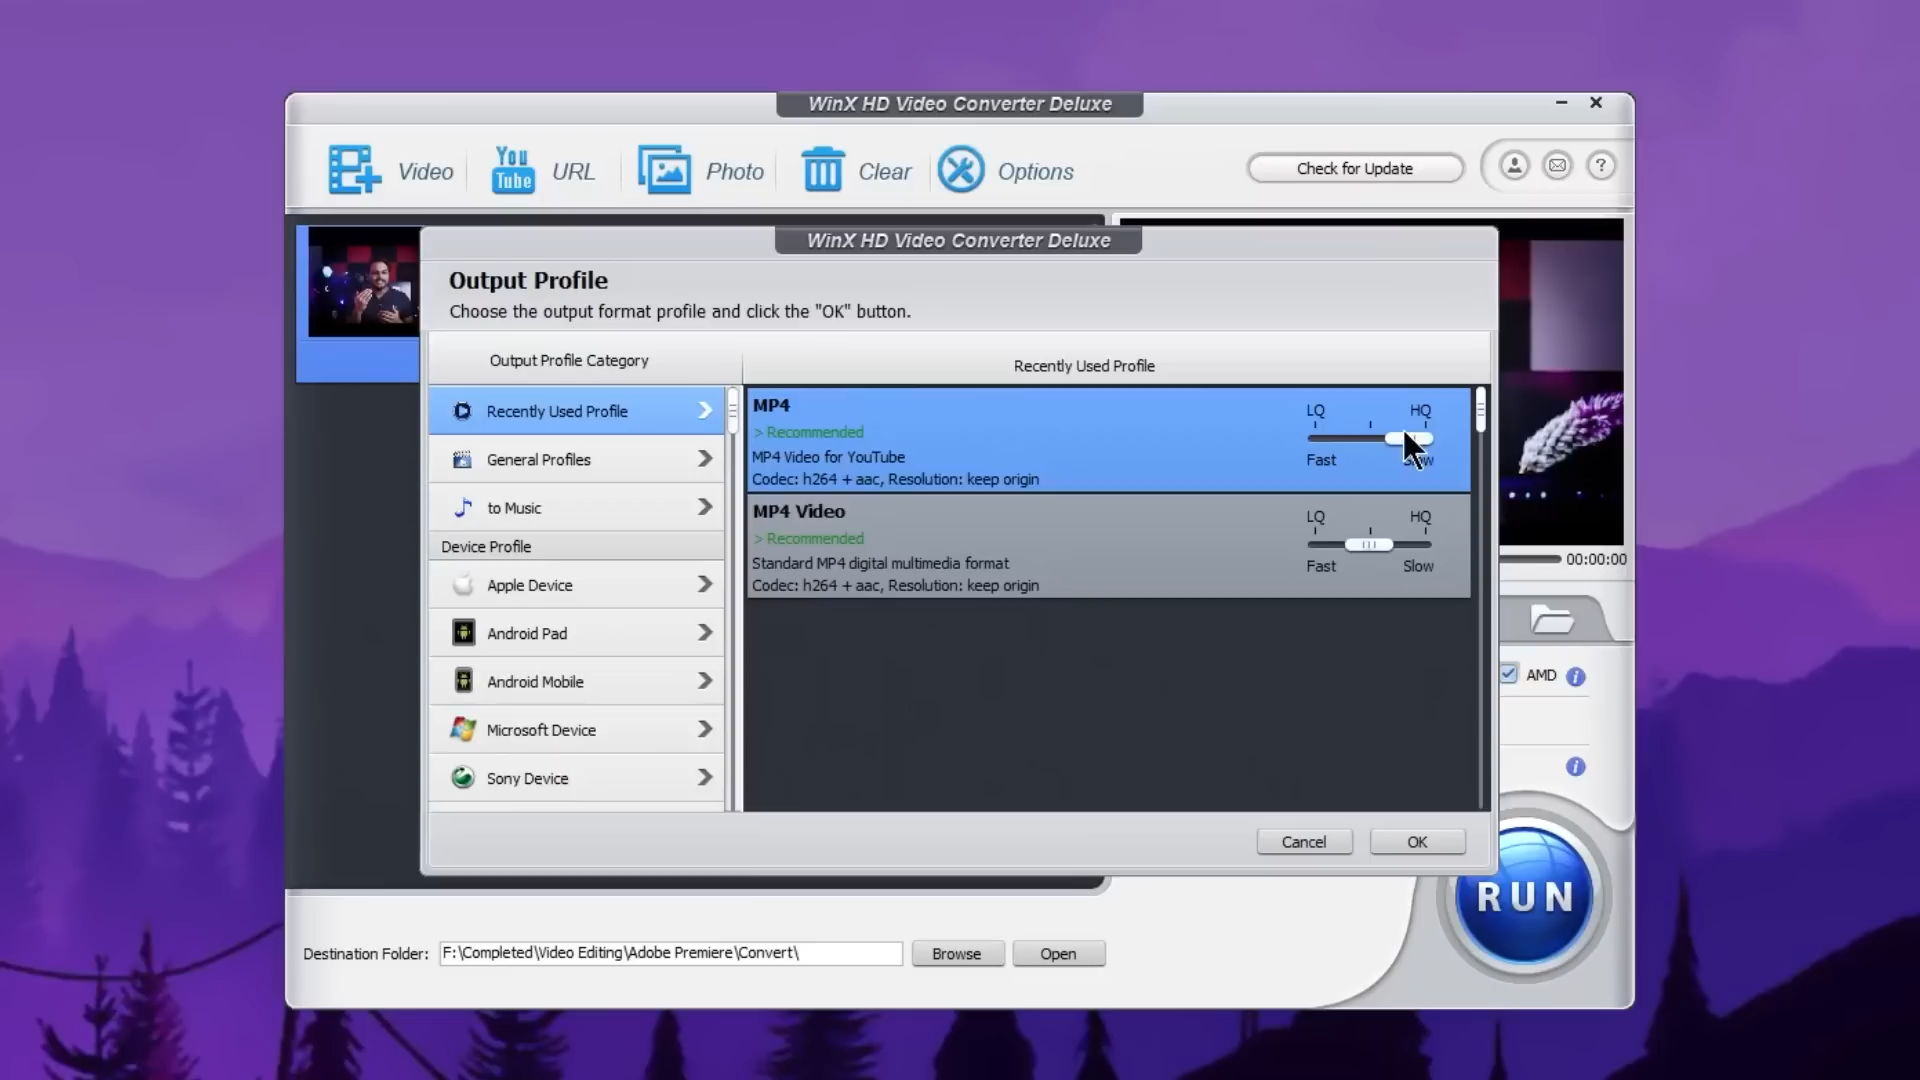 WinX HD Video Converter Deluxe
Video
You
Tube
URL
Photo
Clear
Options
Check for Update
?
WinX HD Video Converter Deluxe
Output Profile
Choose the output format profile and click the "OK" button.
Output Profile Category
Recently Used Profile
Recently Used Profile
General Profiles
to Music
Device Profile
Apple Device
Android Pad
Android Mobile
Microsoft Device
Sony Device
MP4
LQ HQ
> Recommended
MP4 Video for YouTube
Fast Slow
Codec: h264 + aac, Resolution: keep origin
MP4 Video
LQ HQ
> Recommended
Standard MP4 digital multimedia format
Fast Slow
Codec: h264 + aac, Resolution: keep origin
00:00:00
AMD i
i
Cancel OK
RUN
Destination Folder: F:\Completed\Video Editing\Adobe Premiere\Convert\ Browse Open